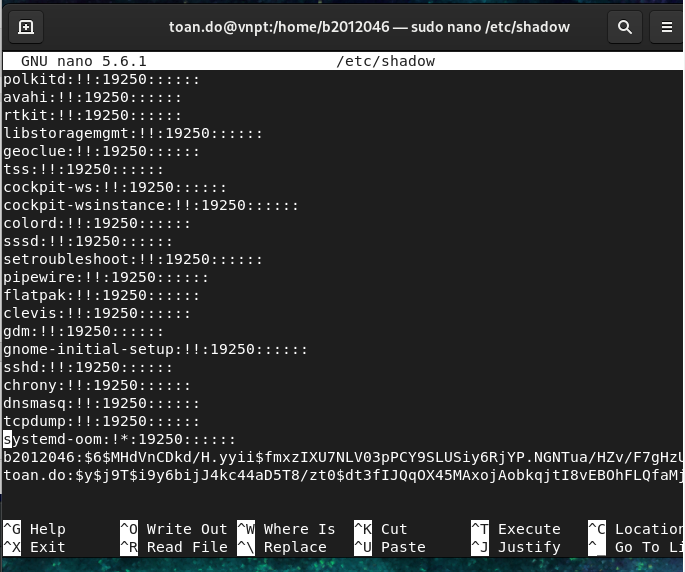 toan.do@vnpt:/home/b2012046 — sudo nano /etc/shadow
GNU nano 5.6.1 /etc/shadow
polkitd:!!:19250::::::
avahi:!!:19250::::::
rtkit:!!:19250::::::
libstoragemgmt:!!:19250::::::
geoclue:!!:19250::::::
tss:!!:19250::::::
cockpit-ws:!!:19250::::::
cockpit-wsinstance:!!:19250::::::
colord:!!:19250::::::
sssd:!!:19250::::::
setroubleshoot:!!:19250::::::
pipewire:!!:19250::::::
flatpak:!!:19250::::::
clevis:!!:19250::::::
gdm:!!:19250::::::
gnome-initial-setup:!!:19250::::::
sshd:!!:19250::::::
chrony:!!:19250::::::
dnsmasq:!!:19250::::::
tcpdump:!!:19250::::::
systemd-oom:!*:19250::::::
b2012046:$6$MHdVnCDkd/H.yyii$fmxzIXU7NLV03pPCY9SLUSiy6RjYP.NGNTua/HZv/F7gHzU
toan.do:$y$j9T$i9y6bijJ4kc44aD5T8/zt0$dt3fIJQqOX45MAxojAobkqjtI8vEBOhFLQfaMj
^G Help ^O Write Out ^W Where Is ^K Cut ^T Execute ^C Location
^X Exit ^R Read File ^\ Replace ^U Paste ^J Justify ^_ Go To Li